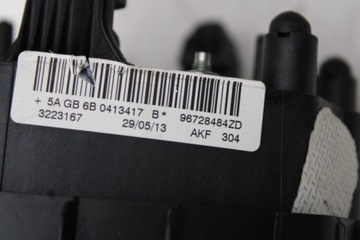 + 5A GB 6B 0413417 B* 96728484ZD
3223167 29/05/13 AKF 304